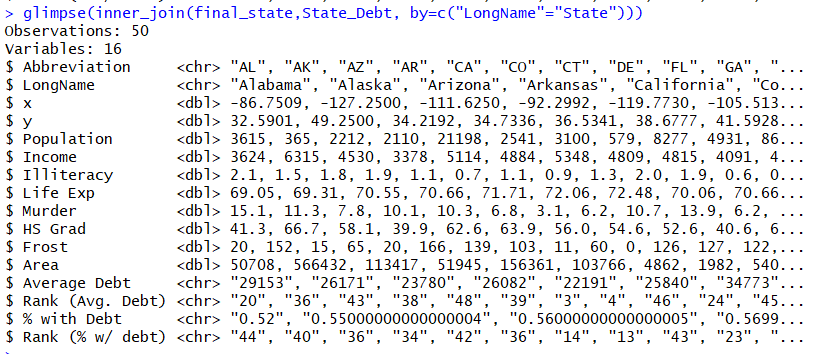 > glimpse(inner_join(final_state,State_Debt, by=c("LongName"="State")))
Observations: 50
Variables: 16
$ Abbreviation      <chr> "AL", "AK", "AZ", "AR", "CA", "CO", "CT", "DE", "FL", "GA", "...
$ LongName          <chr> "Alabama", "Alaska", "Arizona", "Arkansas", "California", "Co...
$ x                 <dbl> -86.7509, -127.2500, -111.6250, -92.2992, -119.7730, -105.513...
$ y                 <dbl> 32.5901, 49.2500, 34.2192, 34.7336, 36.5341, 38.6777, 41.5928...
$ Population        <dbl> 3615, 365, 2212, 2110, 21198, 2541, 3100, 579, 8277, 4931, 86...
$ Income            <dbl> 3624, 6315, 4530, 3378, 5114, 4884, 5348, 4809, 4815, 4091, 4...
$ Illiteracy        <dbl> 2.1, 1.5, 1.8, 1.9, 1.1, 0.7, 1.1, 0.9, 1.3, 2.0, 1.9, 0.6, 0...
$ Life Exp          <dbl> 69.05, 69.31, 70.55, 70.66, 71.71, 72.06, 72.48, 70.06, 70.66...
$ Murder            <dbl> 15.1, 11.3, 7.8, 10.1, 10.3, 6.8, 3.1, 6.2, 10.7, 13.9, 6.2, ...
$ HS Grad           <dbl> 41.3, 66.7, 58.1, 39.9, 62.6, 63.9, 56.0, 54.6, 52.6, 40.6, 6...
$ Frost             <dbl> 20, 152, 15, 65, 20, 166, 139, 103, 11, 60, 0, 126, 127, 122,...
$ Area              <dbl> 50708, 566432, 113417, 51945, 156361, 103766, 4862, 1982, 540...
$ Average Debt      <chr> "29153", "26171", "23780", "26082", "22191", "25840", "34773"...
$ Rank (Avg. Debt)  <chr> "20", "36", "43", "38", "48", "39", "3", "4", "46", "24", "45...
$ % with Debt       <chr> "0.52", "0.55000000000000004", "0.56000000000000005", "0.5699...
$ Rank (% w/ debt)  <chr> "44", "40", "36", "34", "42", "36", "14", "13", "43", "23", "...